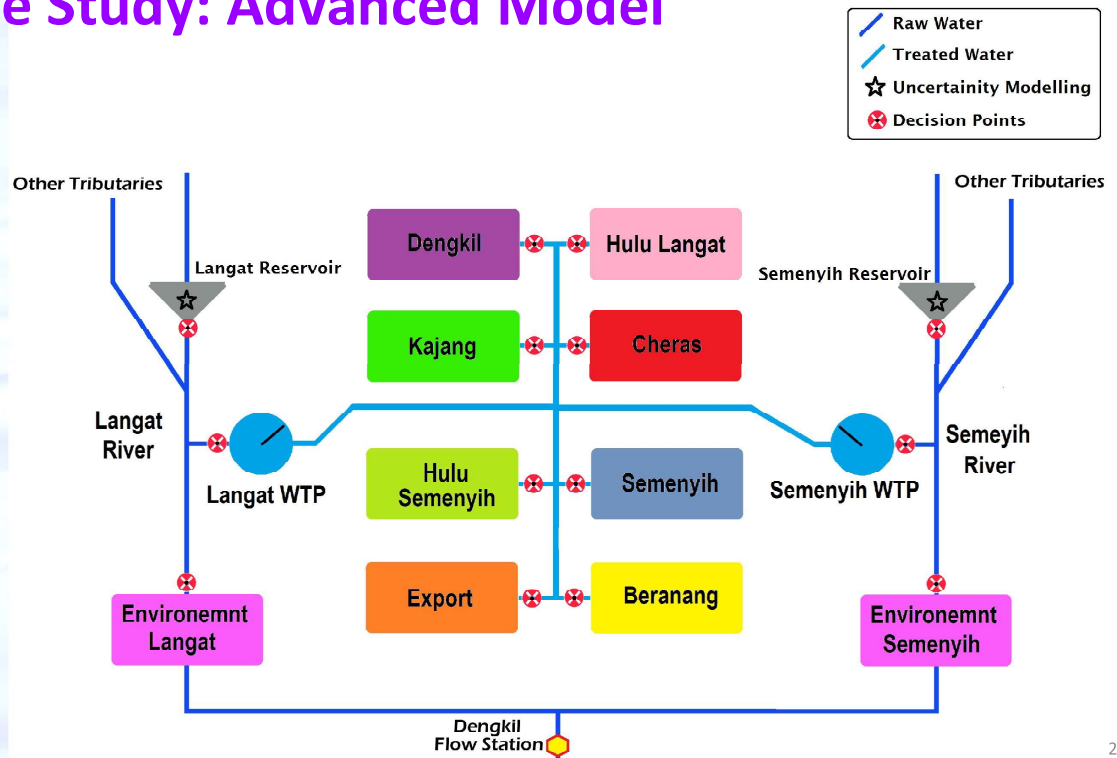 e Study: Advanced Model
Raw Water
Treated Water
Uncertainity Modelling
Decision Points
Other Tributaries
Other Tributaries
Dengkil
Hulu Langat
Langat Reservoir
Semenyih Reservoir
Kajang
Cheras
Langat
River
Semeyih
River
Langat WTP
Hulu
Semenyih
Semenyih
Semenyih WTP
Export
Beranang
Environemnt
Langat
Environemnt
Semenyih
Dengkil
Flow Station
2